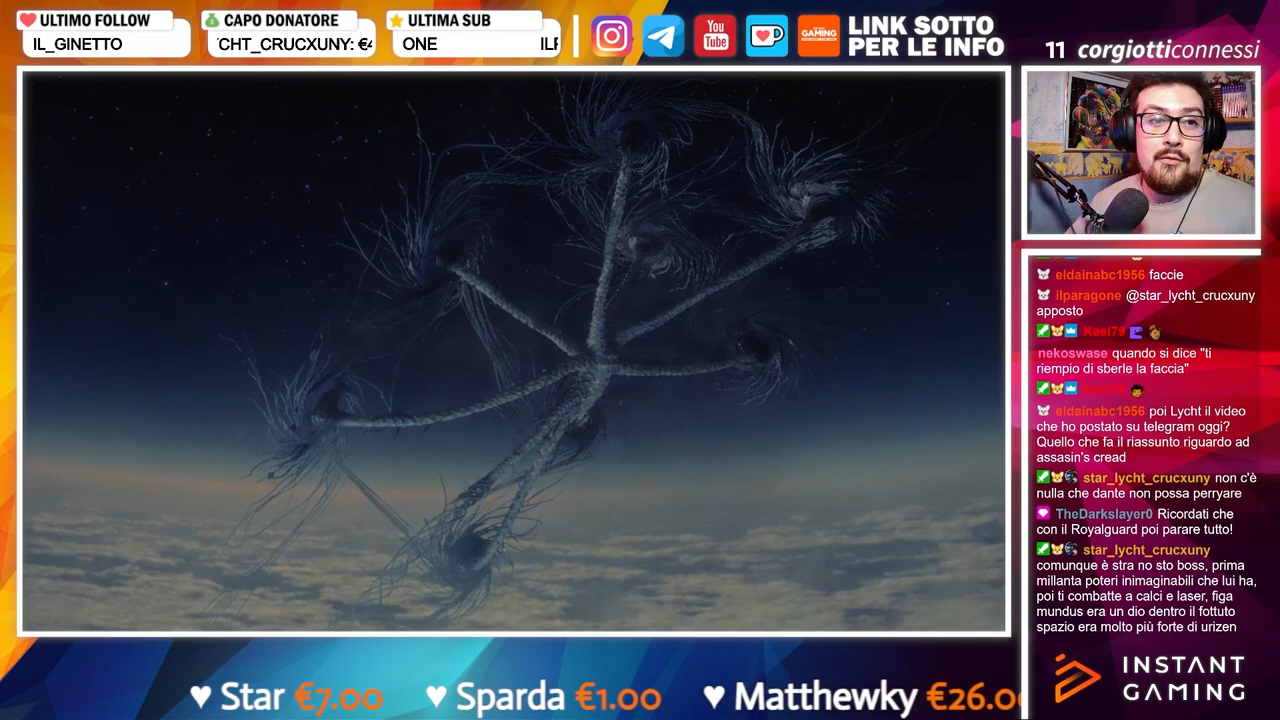 ULTIMO FOLLOW
IL_GINETTO
CAPO DONATORE
CHT_CRUCXUNY: €
ULTIMA SUB
ONE
You
Tube
INSTANT
GAMING
LINK SOTTO
PER LE INFO
11 corgiotticonnessi
eldainabc1956 faccie
ilparagone @star_lycht_crucxuny
apposto
Kael79
nekoswase quando si dice "ti
riempio di sberle la faccia"
eldainabc1956 poi Lycht il video
che ho postato su telegram oggi?
Quello che fa il riassunto riguardo ad
assasin's cread
star_lycht_crucxuny non c'è
nulla che dante non possa perryare
TheDarkslayer0 Ricordati che
con il Royalguard poi parare tutto!
star_lycht_crucxuny
comunque è stra no sto boss, prima
millanta poteri inimaginabili che lui ha,
poi ti combatte a calci e laser, figa
mundus era un dio dentro il fottuto
spazio era molto più forte di urizen
INSTANT
GAMING
♥ Star €7.00 ♥ Sparda €1.00 ♥ Matthewky €26.0